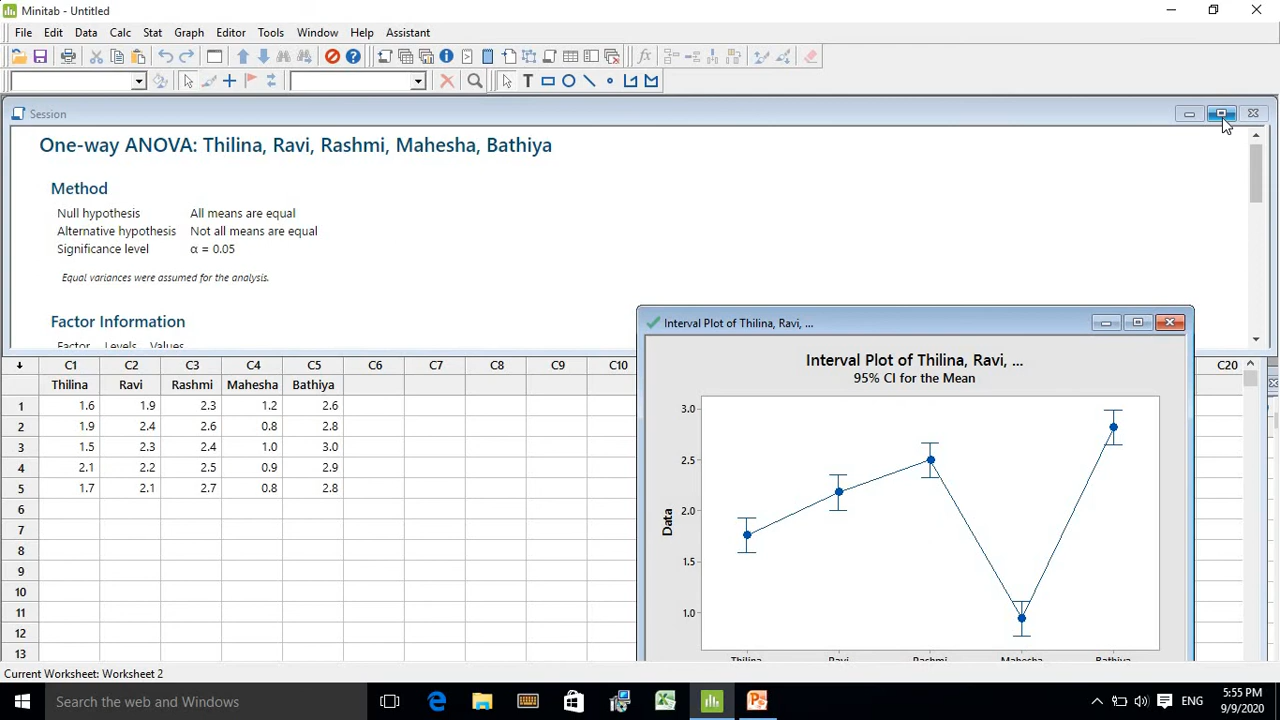 Minitab - Untitled
File Edit Data Calc Stat Graph Editor Tools Window Help Assistant
Session
One-way ANOVA: Thilina, Ravi, Rashmi, Mahesha, Bathiya
Method
Null hypothesis All means are equal
Alternative hypothesis Not all means are equal
Significance level α = 0.05
Equal variances were assumed for the analysis.
Factor Information
Factor Levels Values
Interval Plot of Thilina, Ravi, ...
Interval Plot of Thilina, Ravi, ...
95% CI for the Mean
3.0
2.5
2.0
1.5
1.0
Data
Thilina Ravi Rashmi Mahesha Bathiya
C1 C2 C3 C4 C5 C6 C7 C8 C9 C10 C20
Thilina Ravi Rashmi Mahesha Bathiya
1 1.6 1.9 2.3 1.2 2.6
2 1.9 2.4 2.6 0.8 2.8
3 1.5 2.3 2.4 1.0 3.0
4 2.1 2.2 2.5 0.9 2.9
5 1.7 2.1 2.7 0.8 2.8
6
7
8
9
10
11
12
13
Current Worksheet: Worksheet 2
Search the web and Windows
ENG
5:55 PM
9/9/2020